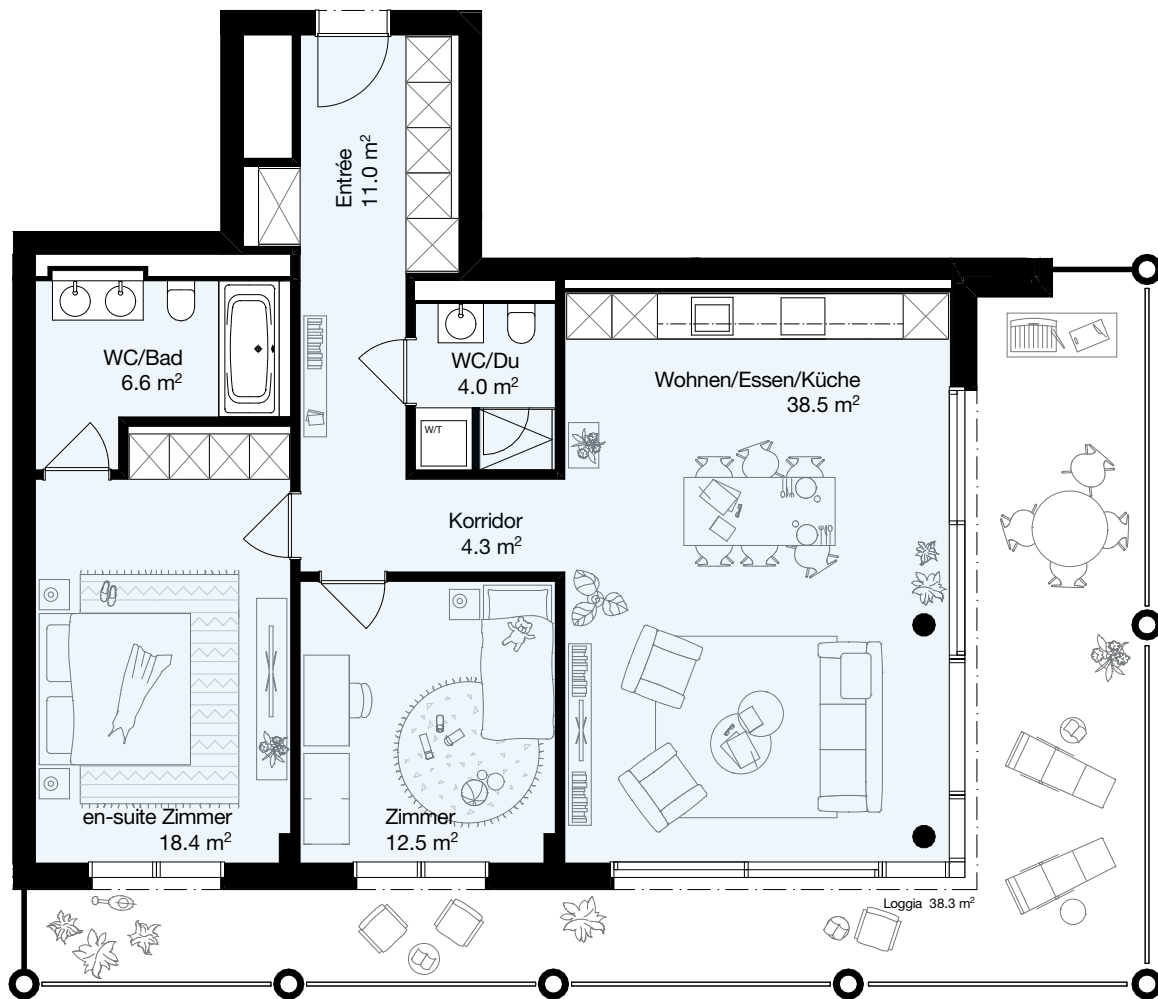 Entrée
11.0 m²
WC/Bad
6.6 m²
WC/Du
4.0 m²
W/T
Wohnen/Essen/Küche
38.5 m²
Korridor
4.3 m²
en-suite Zimmer
18.4 m²
Zimmer
12.5 m²
Loggia 38.3 m²